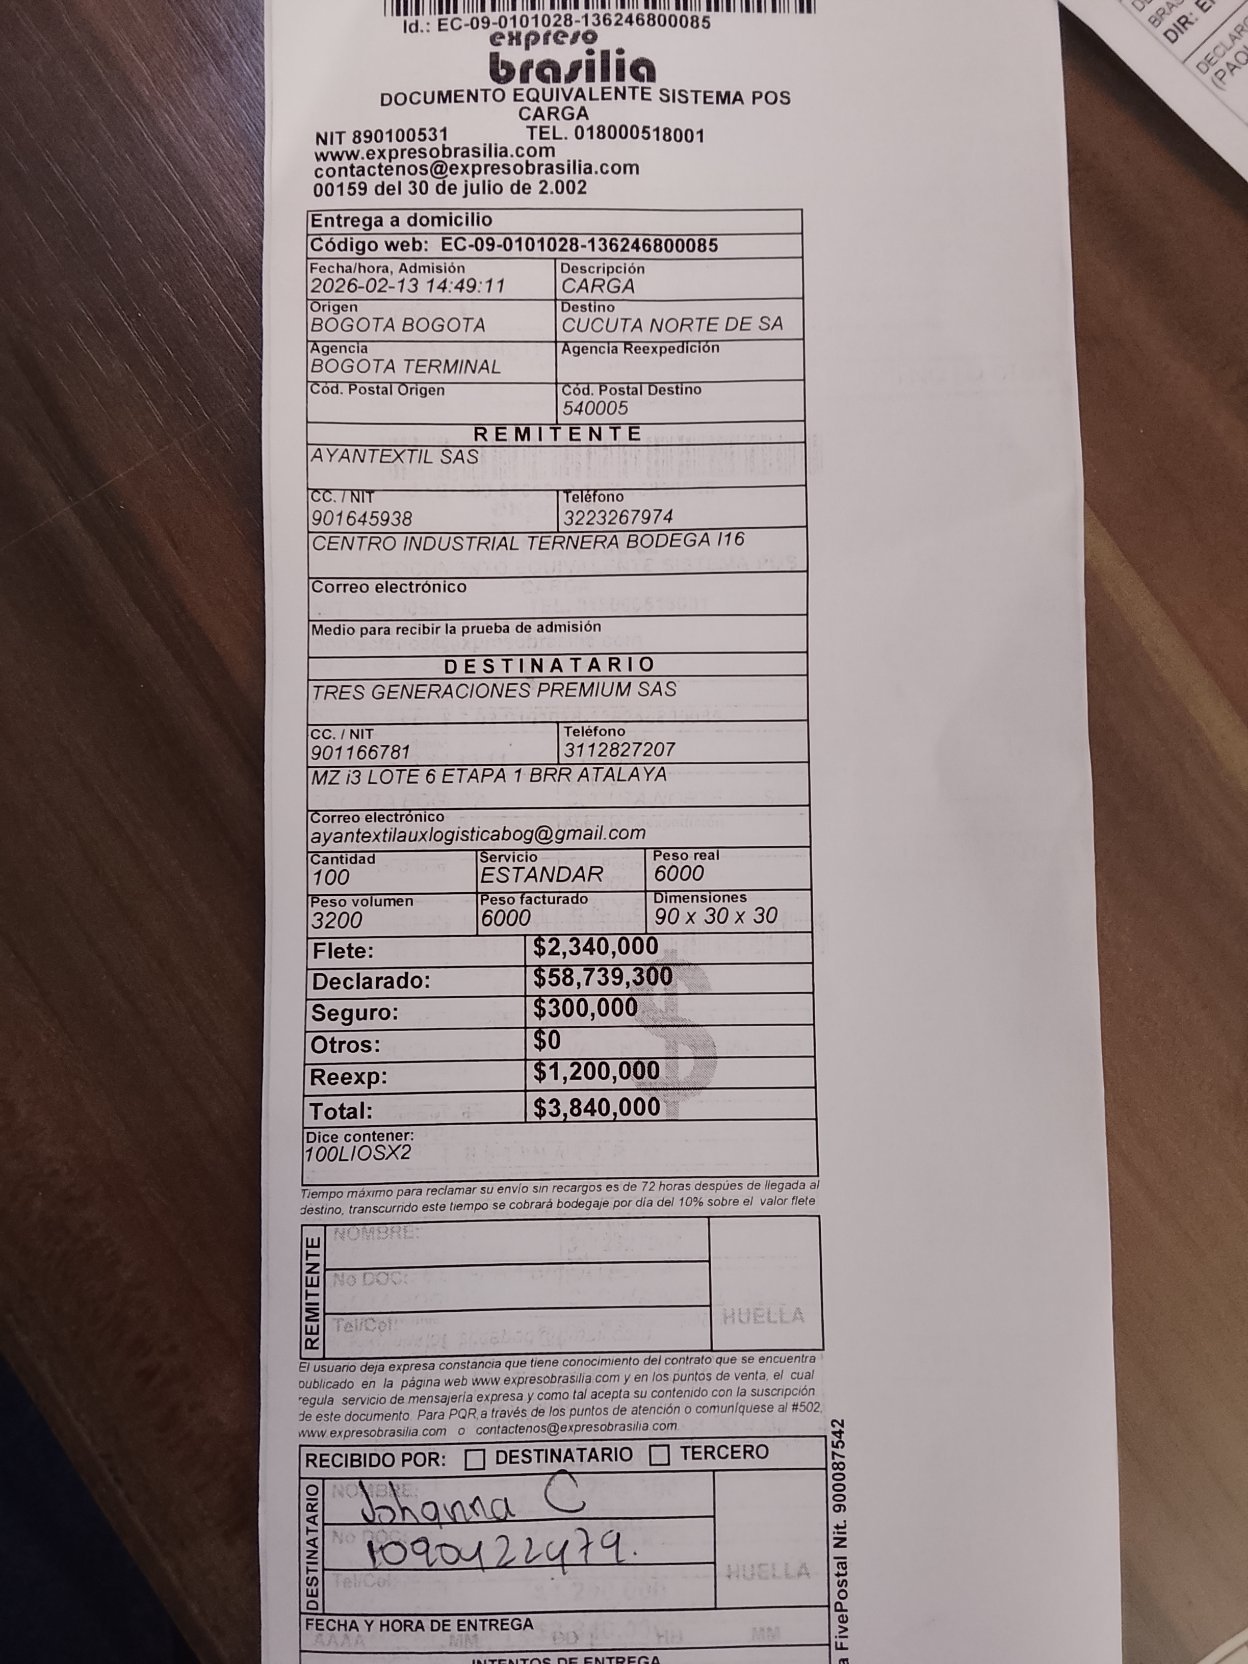 Id.: EC-09-0101028-136246800085
expreso
brasilia
DOCUMENTO EQUIVALENTE SISTEMA POS
CARGA
NIT 890100531 TEL. 018000518001
www.expresobrasilia.com
contactenos@expresobrasilia.com
00159 del 30 de julio de 2.002
Entrega a domicilio
Código web: EC-09-0101028-136246800085
Fecha/hora, Admisión Descripción
2026-02-13 14:49:11 CARGA
Origen Destino
BOGOTA BOGOTA CUCUTA NORTE DE SA
Agencia Agencia Reexpedición
BOGOTA TERMINAL
Cód. Postal Origen Cód. Postal Destino
540005
REMITENTE
AYANTEXTIL SAS
CC. / NIT Teléfono
901645938 3223267974
CENTRO INDUSTRIAL TERNERA BODEGA I16
Correo electrónico
Medio para recibir la prueba de admisión
DESTINATARIO
TRES GENERACIONES PREMIUM SAS
CC. / NIT Teléfono
901166781 3112827207
MZ i3 LOTE 6 ETAPA 1 BRR ATALAYA
Correo electrónico
ayantextilauxlogisticabog@gmail.com
Cantidad Servicio Peso real
100 ESTANDAR 6000
Peso volumen Peso facturado Dimensiones
3200 6000 90 x 30 x 30
Flete: $2,340,000
Declarado: $58,739,300
Seguro: $300,000
Otros: $0
Reexp: $1,200,000
Total: $3,840,000
Dice contener:
100LIOSX2
Tiempo máximo para reclamar su envío sin recargos es de 72 horas despúes de llegada al
destino, transcurrido este tiempo se cobrará bodegaje por día del 10% sobre el valor flete
REMITENTE
NOMBRE:
No DOC:
Tel/Cel:
HUELLA
El usuario deja expresa constancia que tiene conocimiento del contrato que se encuentra
publicado en la página web www.expresobrasilia.com y en los puntos de venta, el cual
regula servicio de mensajería expresa y como tal acepta su contenido con la suscripción
de este documento Para PQR, a través de los puntos de atención o comuníquese al #502,
www.expresobrasilia.com o contactenos@expresobrasilia.com
RECIBIDO POR: DESTINATARIO TERCERO
DESTINATARIO
NOMBRE:
Johanna C
No DOC:
1090422479.
Tel/Cel:
HUELLA
FECHA Y HORA DE ENTREGA
AAAA MM DD HH MM
INTENTOS DE ENTREGA
a FivePostal Nit. 900087542
DIR: E
DECLAR
(PAQU